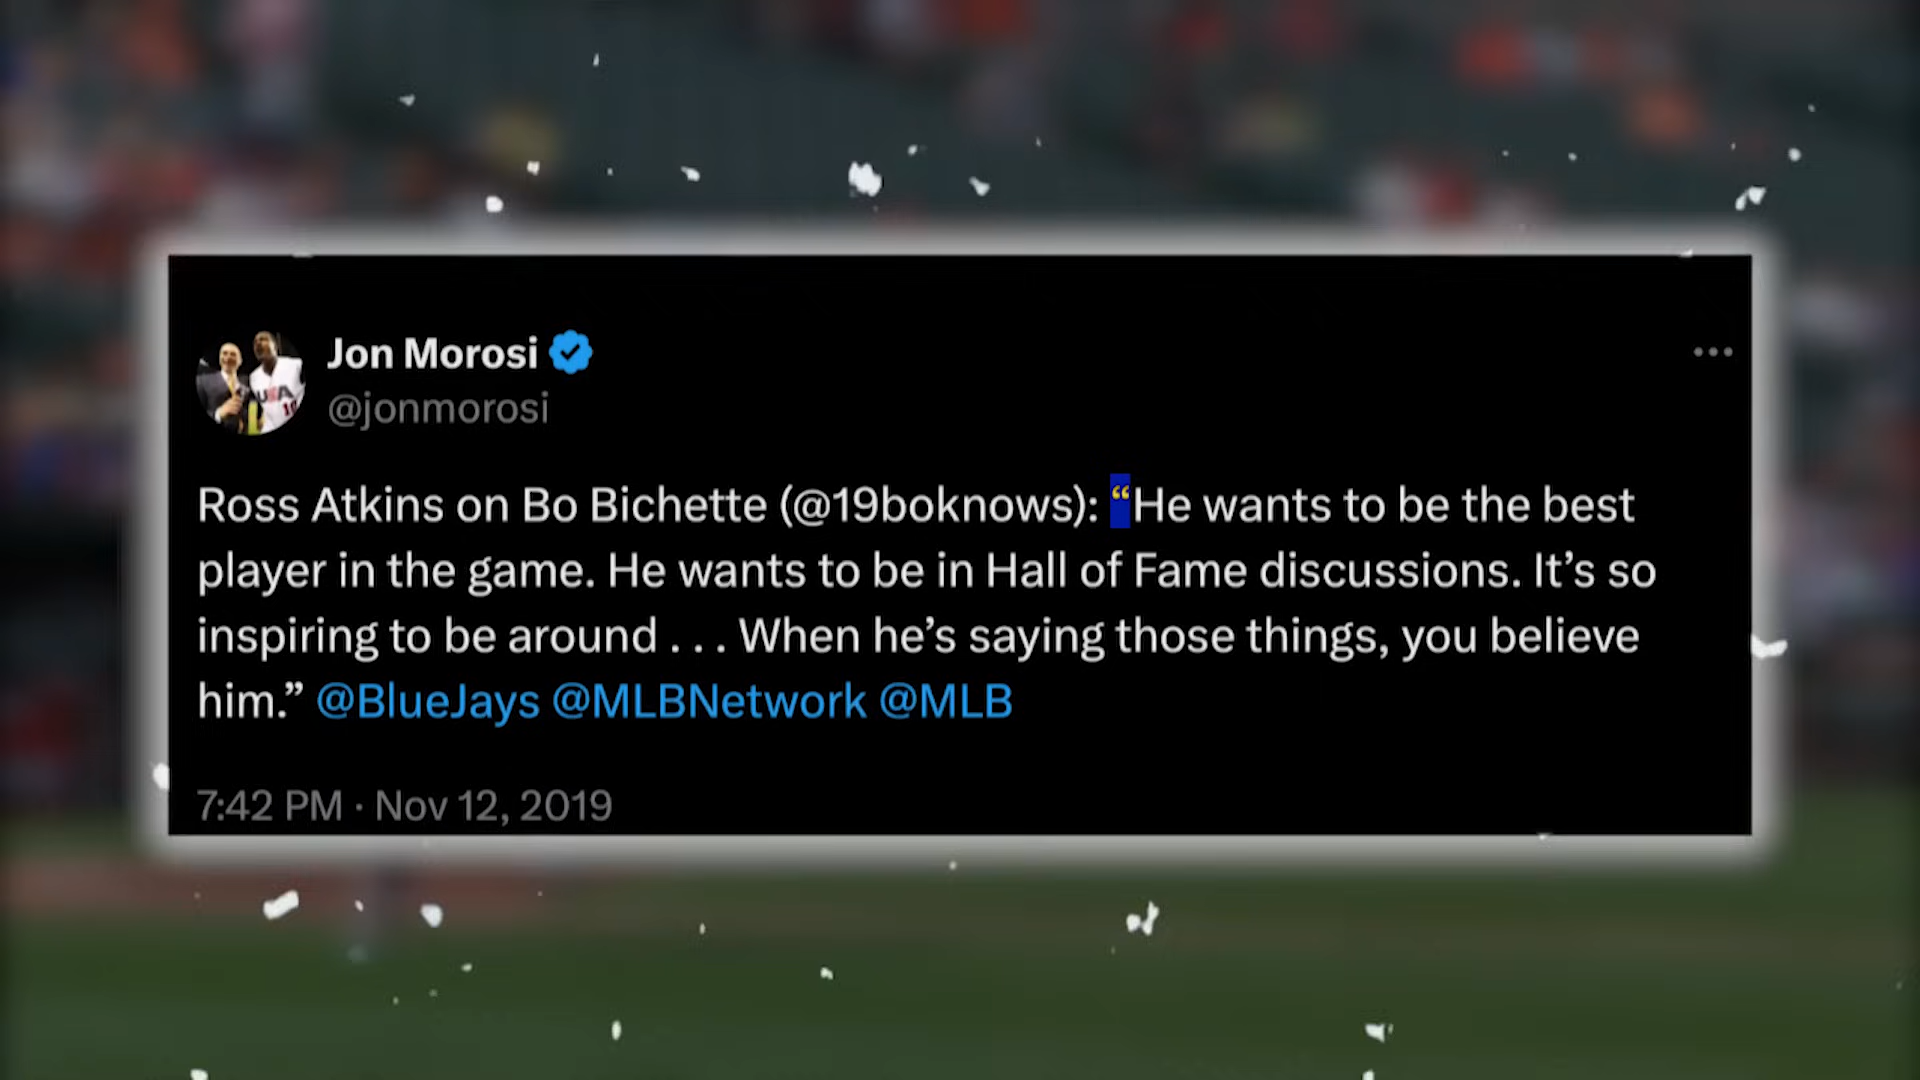 Jon Morosi
@jonmorosi
Ross Atkins on Bo Bichette (@19boknows): “He wants to be the best
player in the game. He wants to be in Hall of Fame discussions. It’s so
inspiring to be around . . . When he’s saying those things, you believe
him.” @BlueJays @MLBNetwork @MLB
7:42 PM · Nov 12, 2019
USA